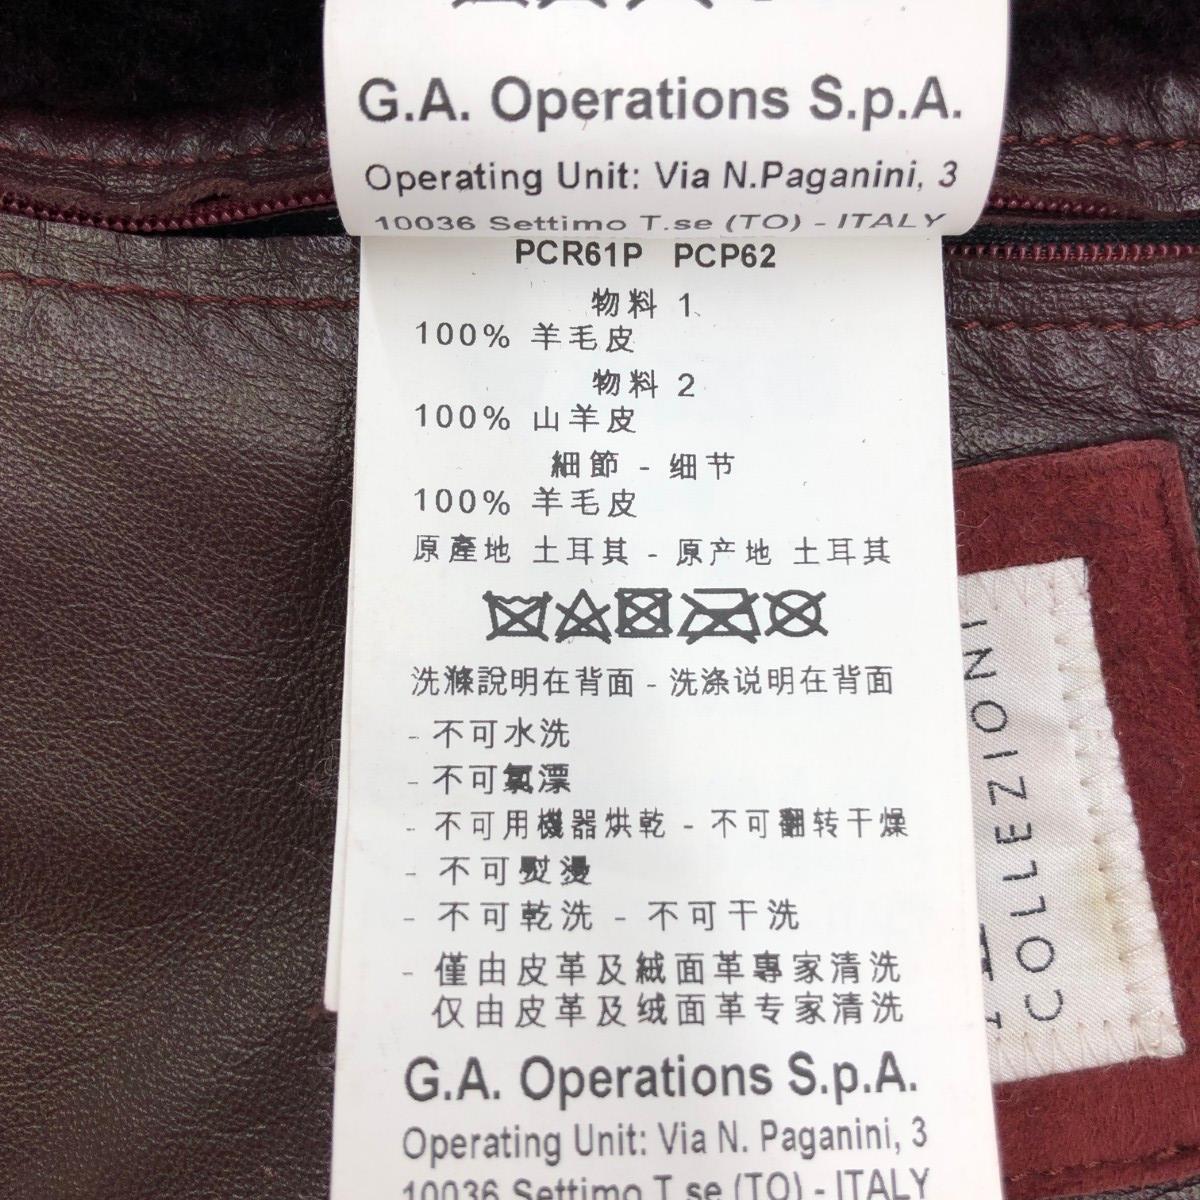 G.A. Operations S.p.A.
Operating Unit: Via N.Paganini, 3
10036 Settimo T.se (TO) - ITALY
PCR61P PCP62
物料 1
100% 羊毛皮
物料 2
100% 山羊皮
細節 - 细节
100% 羊毛皮
原產地 土耳其 - 原产地 土耳其
洗滌說明在背面 - 洗涤说明在背面
- 不可水洗
- 不可氯漂
- 不可用機器烘乾 - 不可翻转干燥
- 不可熨燙
- 不可乾洗 - 不可干洗
- 僅由皮革及絨面革專家清洗
仅由皮革及绒面革专家清洗
G.A. Operations S.p.A.
Operating Unit: Via N. Paganini, 3
10036 Settimo T.se (TO) - ITALY
COLLEZIONI